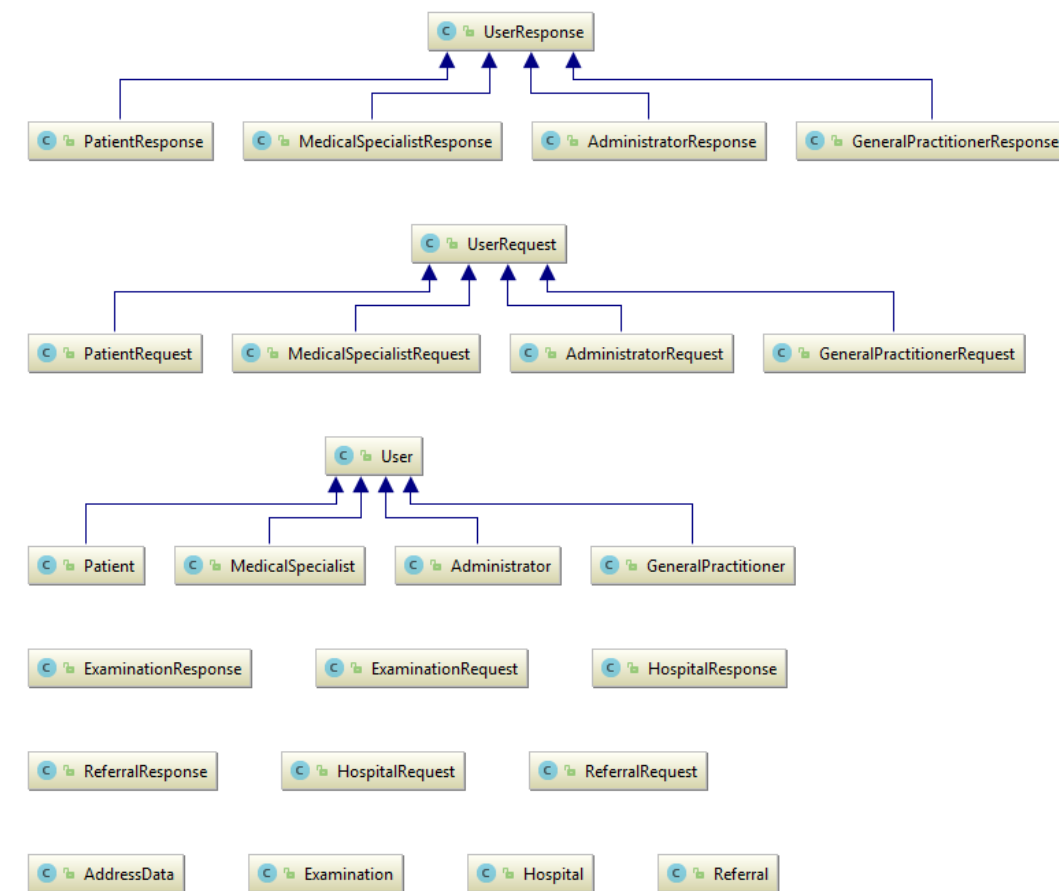 C UserResponse
C PatientResponse C MedicalSpecialistResponse C AdministratorResponse C GeneralPractitionerResponse
C UserRequest
C PatientRequest C MedicalSpecialistRequest C AdministratorRequest C GeneralPractitionerRequest
C User
C Patient C MedicalSpecialist C Administrator C GeneralPractitioner
C ExaminationResponse C ExaminationRequest C HospitalResponse
C ReferralResponse C HospitalRequest C ReferralRequest
C AddressData C Examination C Hospital C Referral